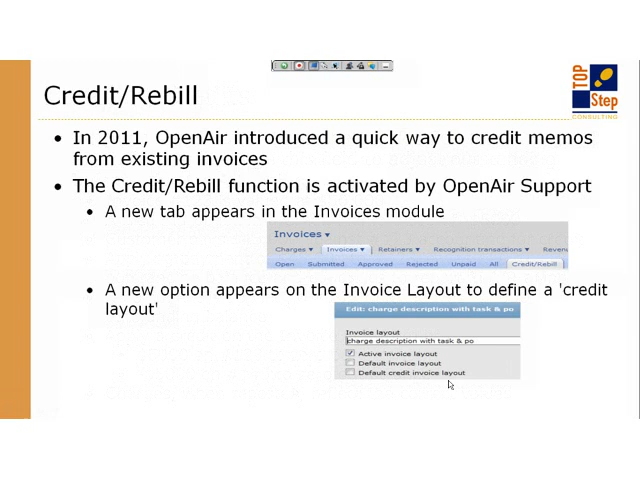 Credit/Rebill
TOP
Step
CONSULTING
• In 2011, OpenAir introduced a quick way to credit memos
from existing invoices
• The Credit/Rebill function is activated by OpenAir Support
• A new tab appears in the Invoices module
Invoices
Charges Invoices Retainers Recognition transactions Revenu
Open Submitted Approved Rejected Unpaid All Credit/Rebill
• A new option appears on the Invoice Layout to define a 'credit
layout'
Edit: charge description with task & po
Invoice layout
charge description with task & po
Active invoice layout
Default invoice layout
Default credit invoice layout